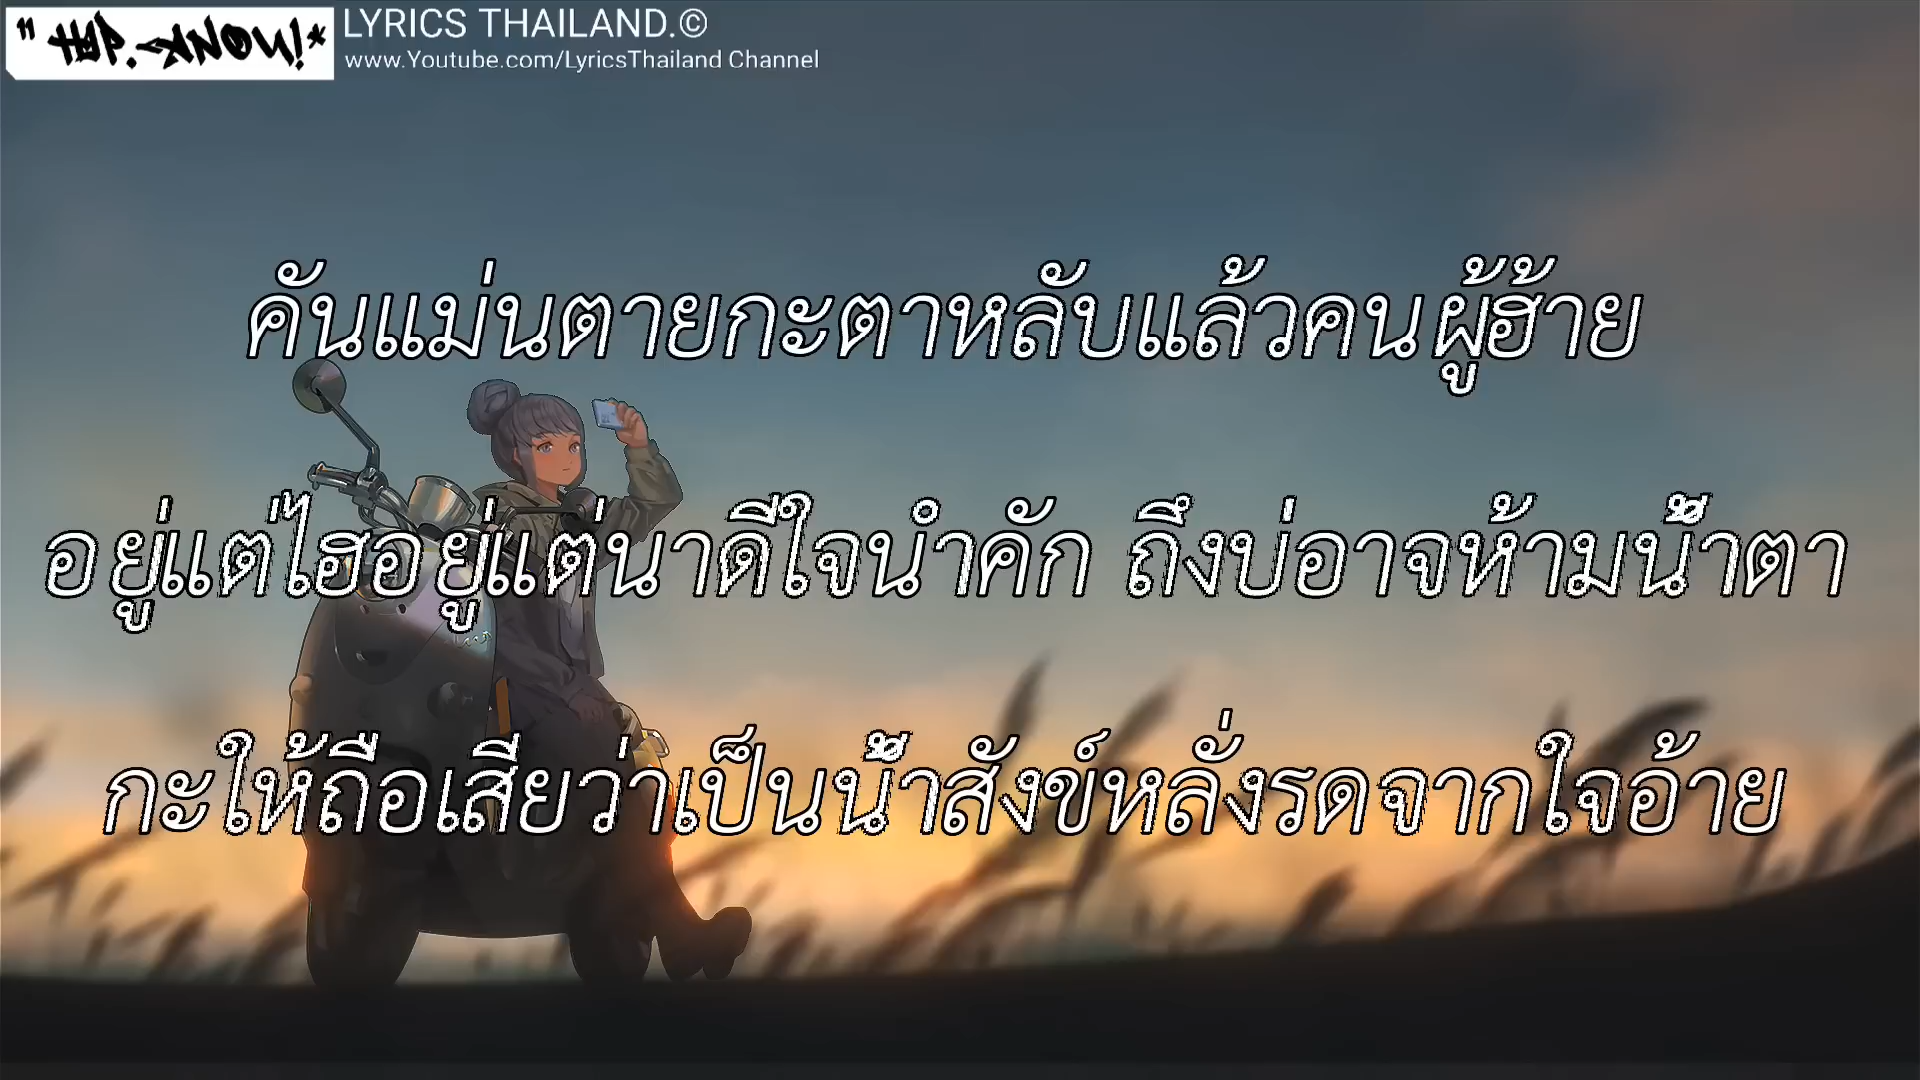 "HYP. KNOW!*
LYRICS THAILAND.©
www.Youtube.com/LyricsThailand Channel
คันแม่นตายกะตาหลับแล้วคนผู้ฮ้าย
อยู่แต่ไฮอยู่แต่นาดีใจนำคัก ถึงบ่อาจห้ามน้ำตา
กะให้ถือเสียว่าเป็นน้ำสังข์หลั่งรดจากใจอ้าย